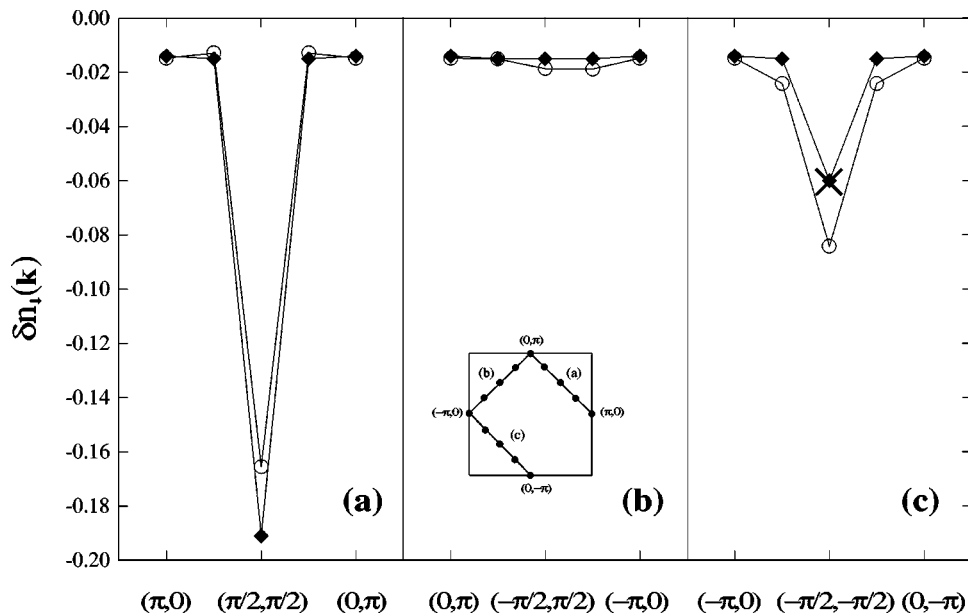 0.00
-0.02
-0.04
-0.06
-0.08
-0.10
-0.12
-0.14
-0.16
-0.18
-0.20
δn↓(k)
(0,π)
(b)
(a)
(−π,0)
(π,0)
(c)
(0,−π)
(a)
(b)
(c)
(π,0) (π/2,π/2) (0,π) (0,π) (−π/2,π/2) (−π,0) (−π,0) (−π/2,−π/2) (0,−π)